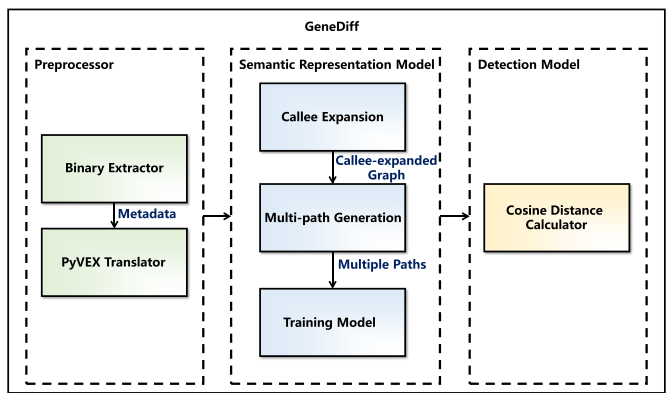 GeneDiff
Preprocessor
Binary Extractor
Metadata
PyVEX Translator
Semantic Representation Model
Callee Expansion
Callee-expanded
Graph
Multi-path Generation
Multiple Paths
Training Model
Detection Model
Cosine Distance
Calculator